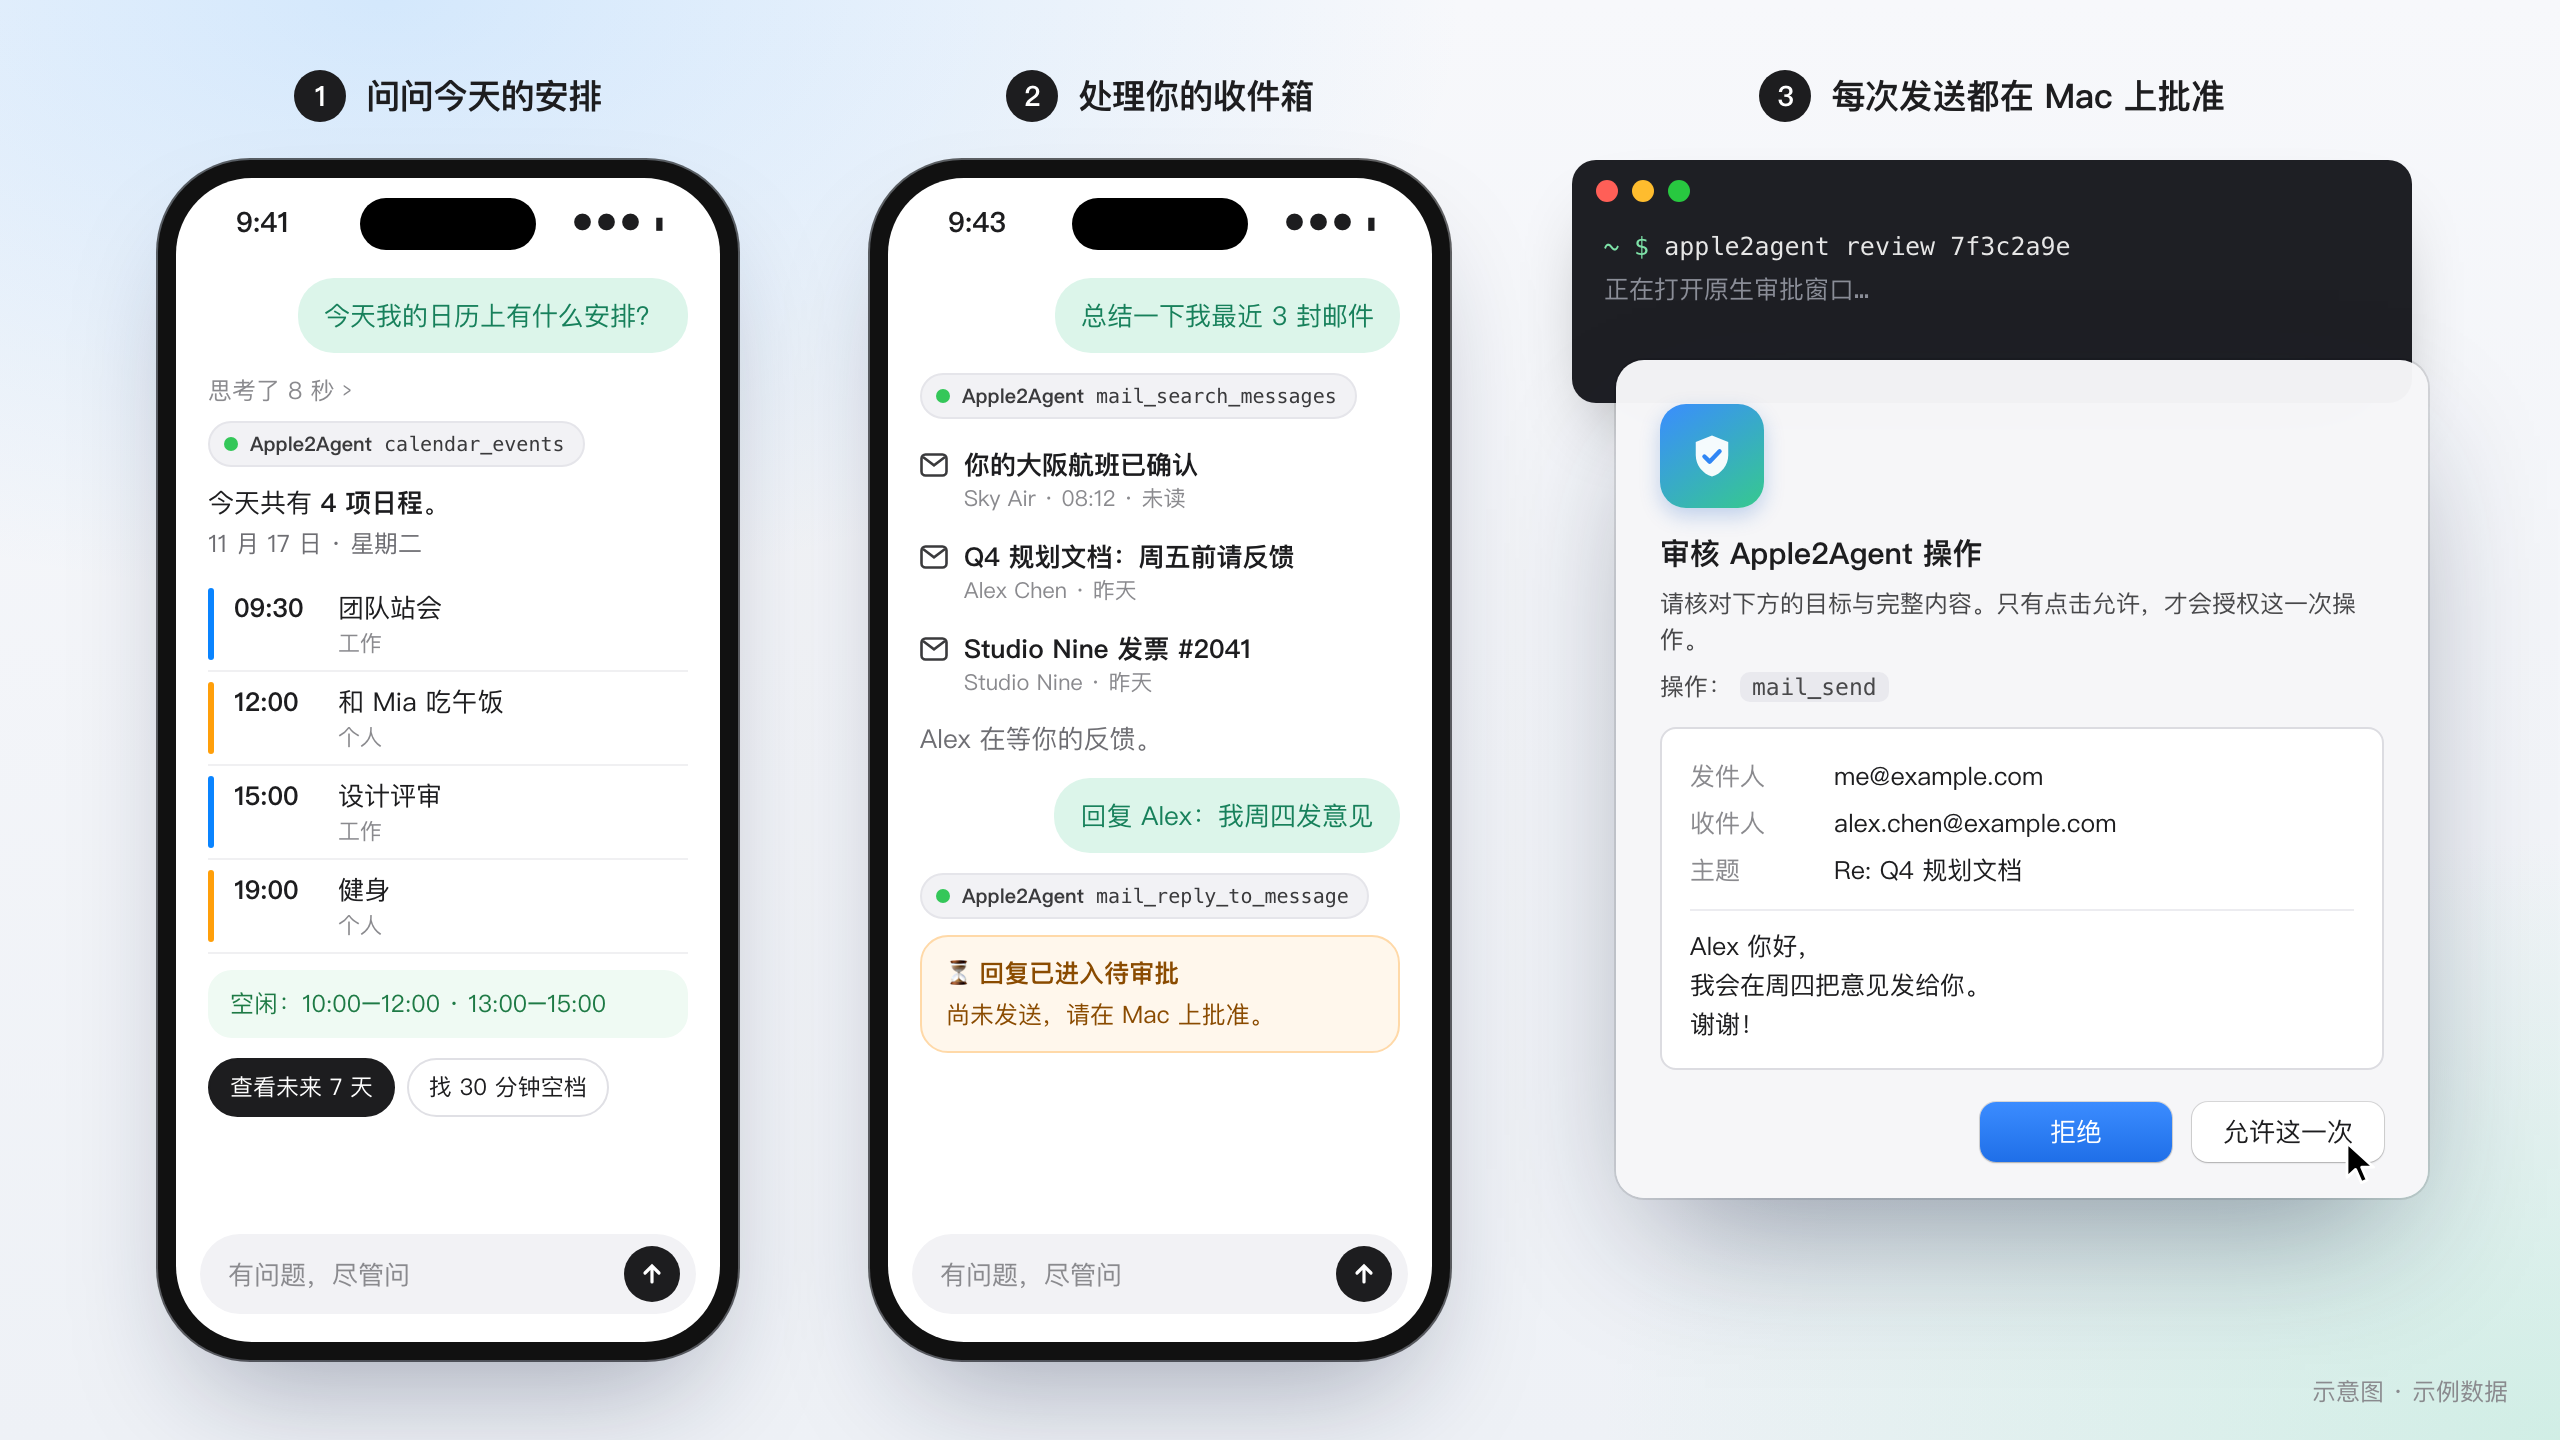 1 问问今天的安排
9:41
今天我的日历上有什么安排?
思考了 8 秒 >
Apple2Agent calendar_events
今天共有 4 项日程。
11 月 17 日 · 星期二
09:30 团队站会
工作
12:00 和 Mia 吃午饭
个人
15:00 设计评审
工作
19:00 健身
个人
空闲：10:00–12:00 · 13:00–15:00
查看未来 7 天
找 30 分钟空档
有问题，尽管问
2 处理你的收件箱
9:43
总结一下我最近 3 封邮件
Apple2Agent mail_search_messages
你的大阪航班已确认
Sky Air · 08:12 · 未读
Q4 规划文档：周五前请反馈
Alex Chen · 昨天
Studio Nine 发票 #2041
Studio Nine · 昨天
Alex 在等你的反馈。
回复 Alex：我周四发意见
Apple2Agent mail_reply_to_message
⏳ 回复已进入待审批
尚未发送，请在 Mac 上批准。
有问题，尽管问
3 每次发送都在 Mac 上批准
~ $ apple2agent review 7f3c2a9e
正在打开原生审批窗口…
审核 Apple2Agent 操作
请核对下方的目标与完整内容。只有点击允许，才会授权这一次操
作。
操作： mail_send
发件人 me@example.com
收件人 alex.chen@example.com
主题 Re: Q4 规划文档
Alex 你好，
我会在周四把意见发给你。
谢谢！
拒绝
允许这一次
示意图 · 示例数据